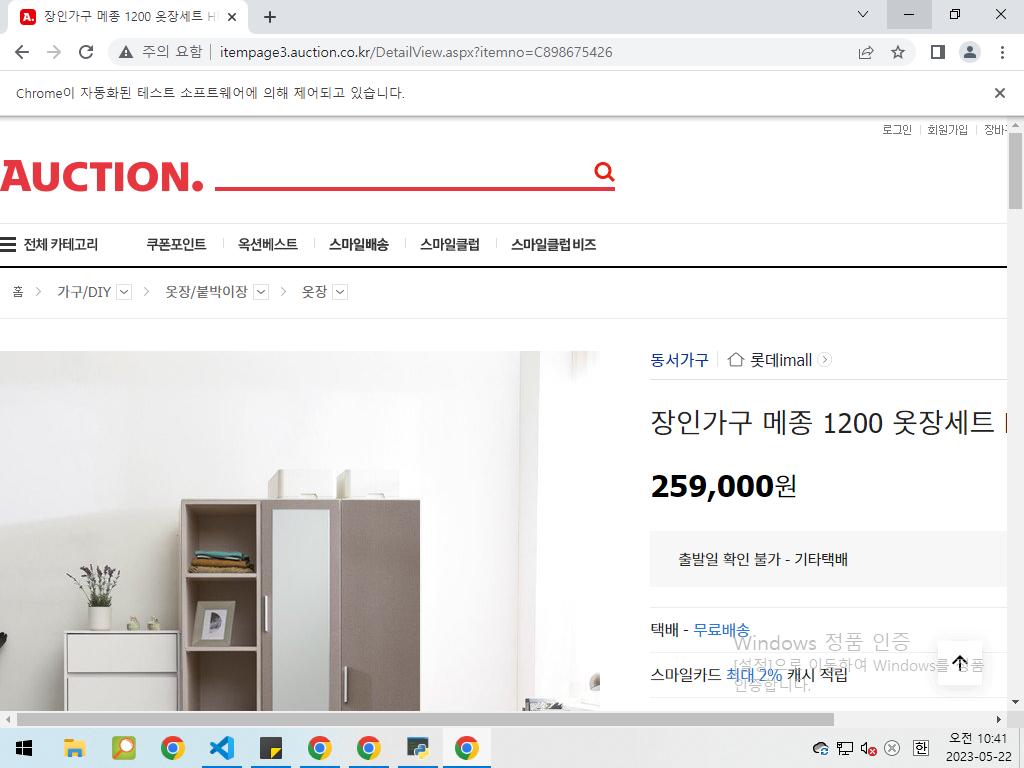 장인가구 메종 1200 옷장세트 H
주의 요함 itempage3.auction.co.kr/DetailView.aspx?itemno=C898675426
Chrome이 자동화된 테스트 소프트웨어에 의해 제어되고 있습니다.
로그인 회원가입 장바
AUCTION.
전체 카테고리 쿠폰포인트 옥션베스트 스마일배송 스마일클럽 스마일클럽 비즈
홈 가구/DIY 옷장/붙박이장 옷장
동서가구 롯데imall
장인가구 메종 1200 옷장세트
259,000원
출발일 확인 불가 - 기타택배
택배 - 무료배송
Windows 정품 인증
[설정]으로 이동하여 Windows를 정품
인증합니다.
스마일카드 최대 2% 캐시 적립
한
오전 10:41
2023-05-22